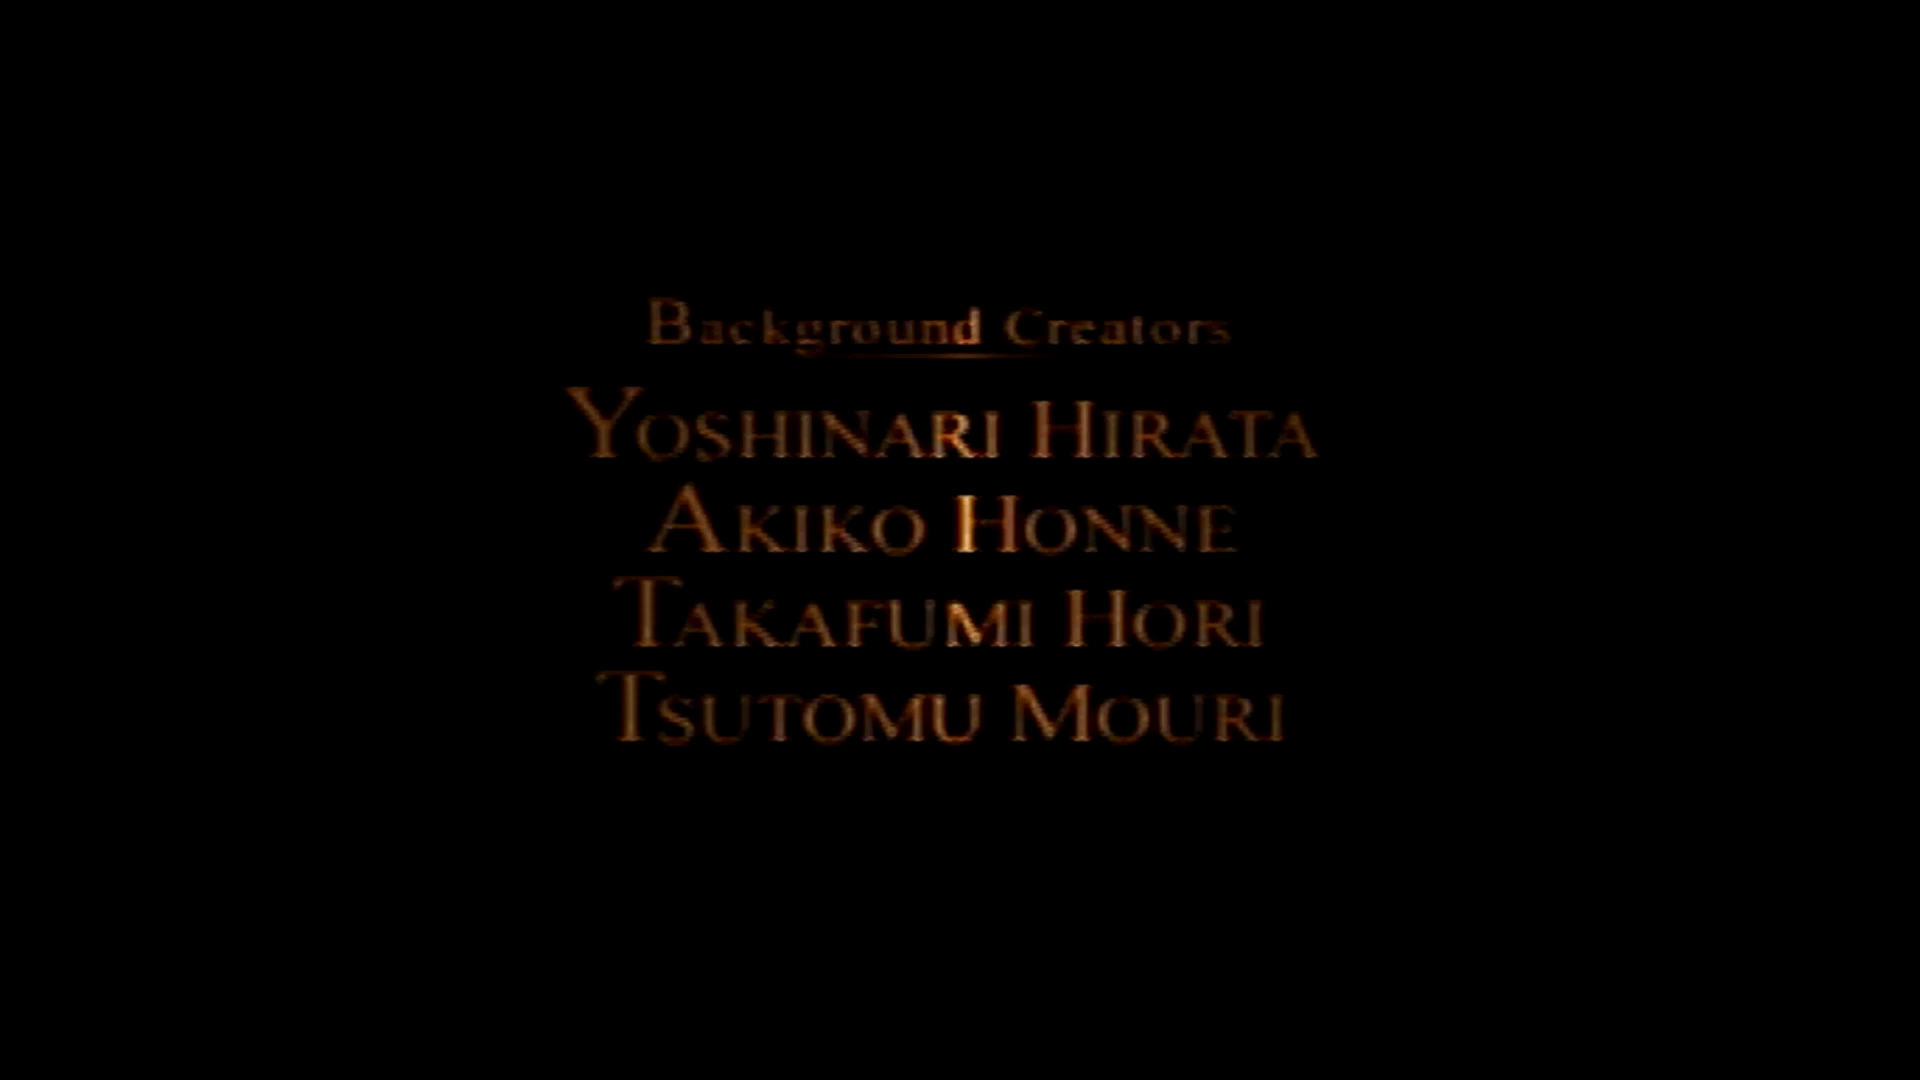 Background Creators
Yoshinari Hirata
Akiko Honne
Takafumi Hori
Tsutomu Mouri